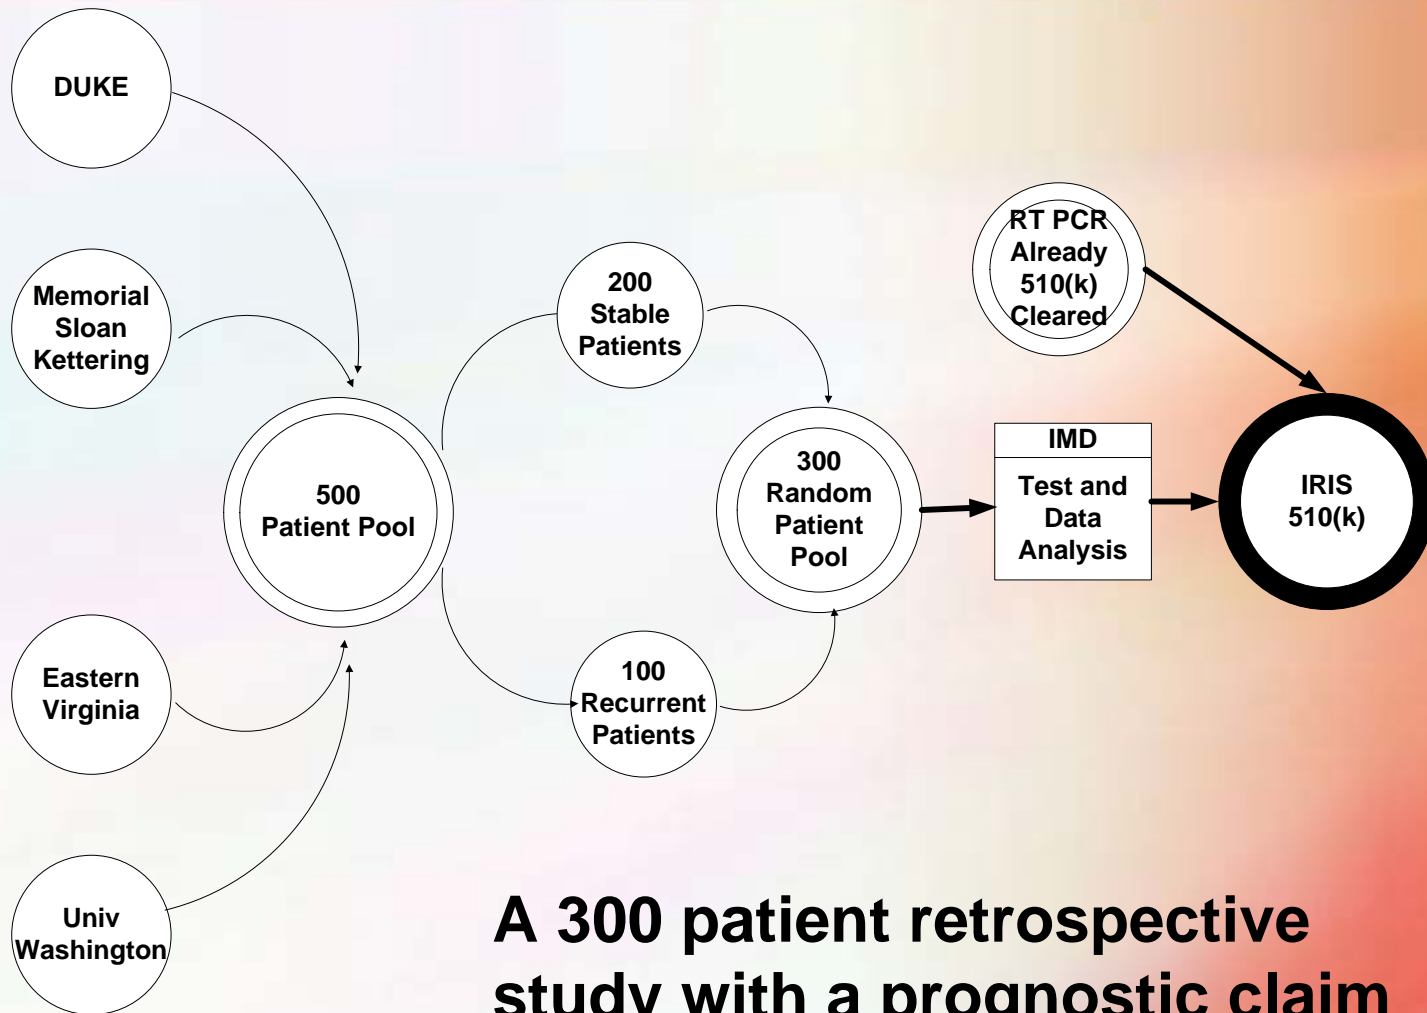 DUKE
Memorial
Sloan
Kettering
Eastern
Virginia
Univ
Washington
500
Patient Pool
200
Stable
Patients
100
Recurrent
Patients
300
Random
Patient
Pool
RT PCR
Already
510(k)
Cleared
IMD
Test and
Data
Analysis
IRIS
510(k)
A 300 patient retrospective
study with a prognostic claim